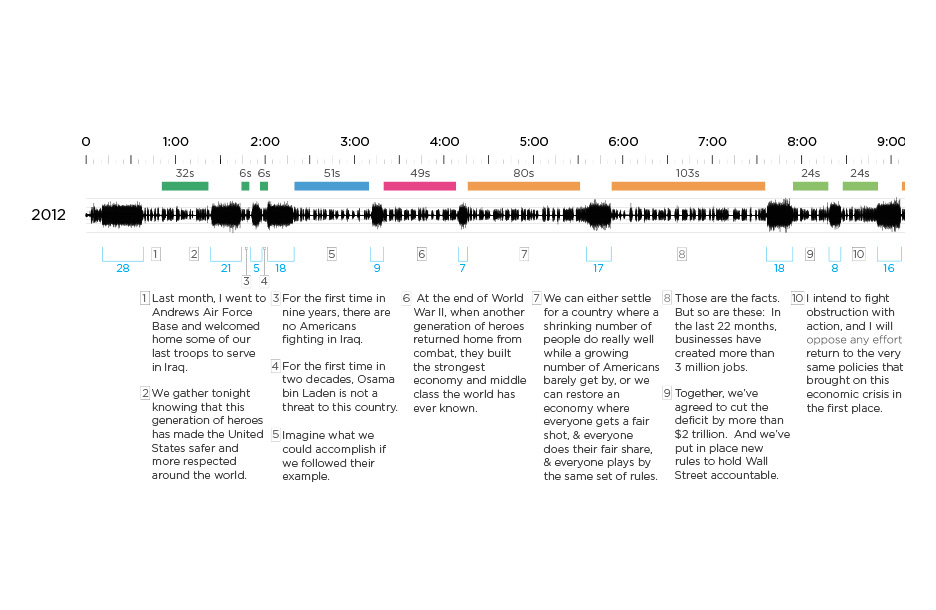 0 1:00 2:00 3:00 4:00 5:00 6:00 7:00 8:00 9:00
32s 6s 6s 51s 49s 80s 103s 24s 24s
2012
1 2 5 6 7 8 9 10
28 21 5 18 9 7 17 18 8 16
3 4
1 Last month, I went to
Andrews Air Force
Base and welcomed
home some of our
last troops to serve
in Iraq.
2 We gather tonight
knowing that this
generation of heroes
has made the United
States safer and
more respected
around the world.
3 For the first time in
nine years, there are
no Americans
fighting in Iraq.
4 For the first time in
two decades, Osama
bin Laden is not a
threat to this country.
5 Imagine what we
could accomplish if
we followed their
example.
6 At the end of World
War II, when another
generation of heroes
returned home from
combat, they built
the strongest
economy and middle
class the world has
ever known.
7 We can either settle
for a country where a
shrinking number of
people do really well
while a growing
number of Americans
barely get by, or we
can restore an
economy where
everyone gets a fair
shot, & everyone
does their fair share,
& everyone plays by
the same set of rules.
8 Those are the facts.
But so are these: In
the last 22 months,
businesses have
created more than
3 million jobs.
9 Together, we've
agreed to cut the
deficit by more than
$2 trillion. And we've
put in place new
rules to hold Wall
Street accountable.
10 I intend to fight
obstruction with
action, and I will
oppose any effort
return to the very
same policies that
brought on this
economic crisis in
the first place.